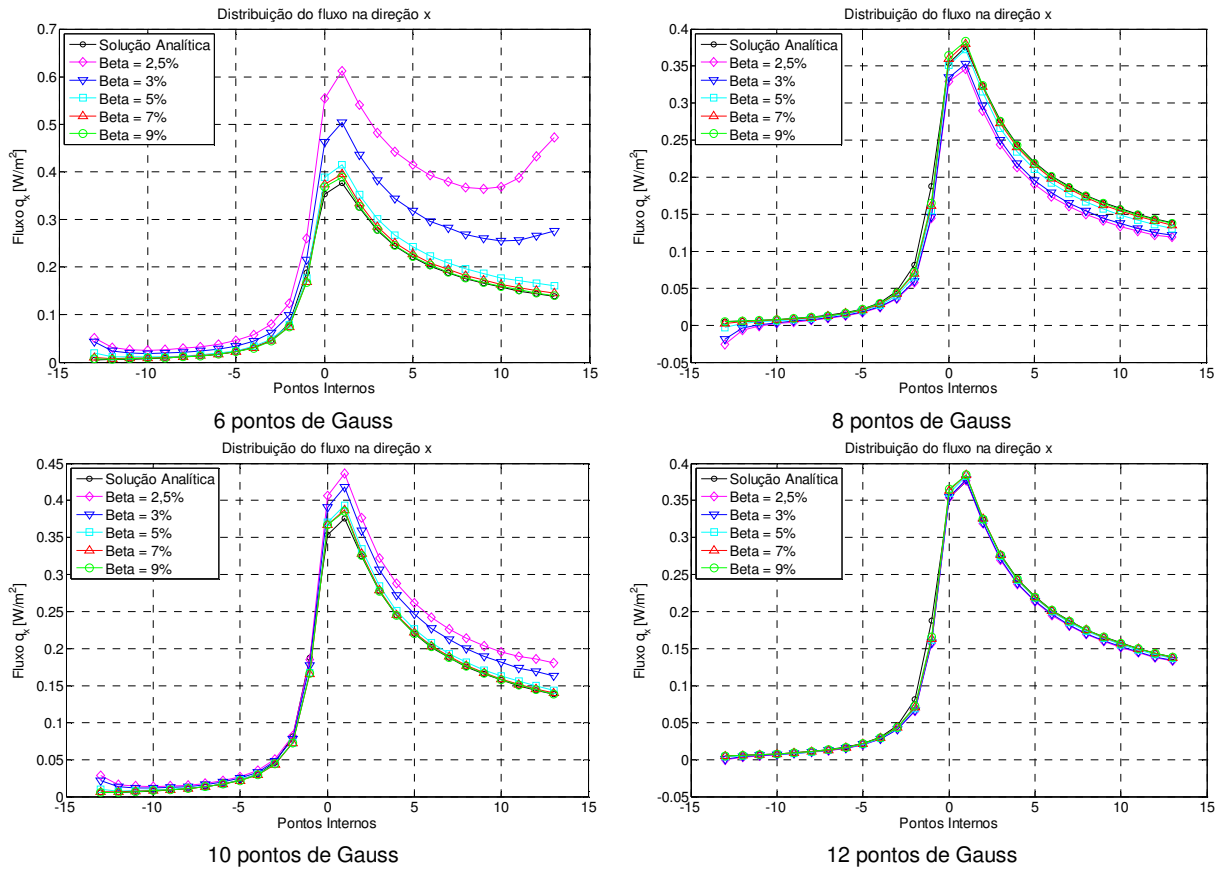 Distribuição do fluxo na direção x
0.7
0.6
0.5
0.4
0.3
0.2
0.1
0
Fluxo q_x [W/m²]
Solução Analítica
Beta = 2,5%
Beta = 3%
Beta = 5%
Beta = 7%
Beta = 9%
-15 -10 -5 0 5 10 15
Pontos Internos
6 pontos de Gauss
Distribuição do fluxo na direção x
0.4
0.35
0.3
0.25
0.2
0.15
0.1
0.05
0
-0.05
Fluxo q_x [W/m²]
Solução Analítica
Beta = 2,5%
Beta = 3%
Beta = 5%
Beta = 7%
Beta = 9%
-15 -10 -5 0 5 10 15
Pontos Internos
8 pontos de Gauss
Distribuição do fluxo na direção x
0.45
0.4
0.35
0.3
0.25
0.2
0.15
0.1
0.05
0
Fluxo q_x [W/m²]
Solução Analítica
Beta = 2,5%
Beta = 3%
Beta = 5%
Beta = 7%
Beta = 9%
-15 -10 -5 0 5 10 15
Pontos Internos
10 pontos de Gauss
Distribuição do fluxo na direção x
0.4
0.35
0.3
0.25
0.2
0.15
0.1
0.05
0
-0.05
Fluxo q_x [W/m²]
Solução Analítica
Beta = 2,5%
Beta = 3%
Beta = 5%
Beta = 7%
Beta = 9%
-15 -10 -5 0 5 10 15
Pontos Internos
12 pontos de Gauss